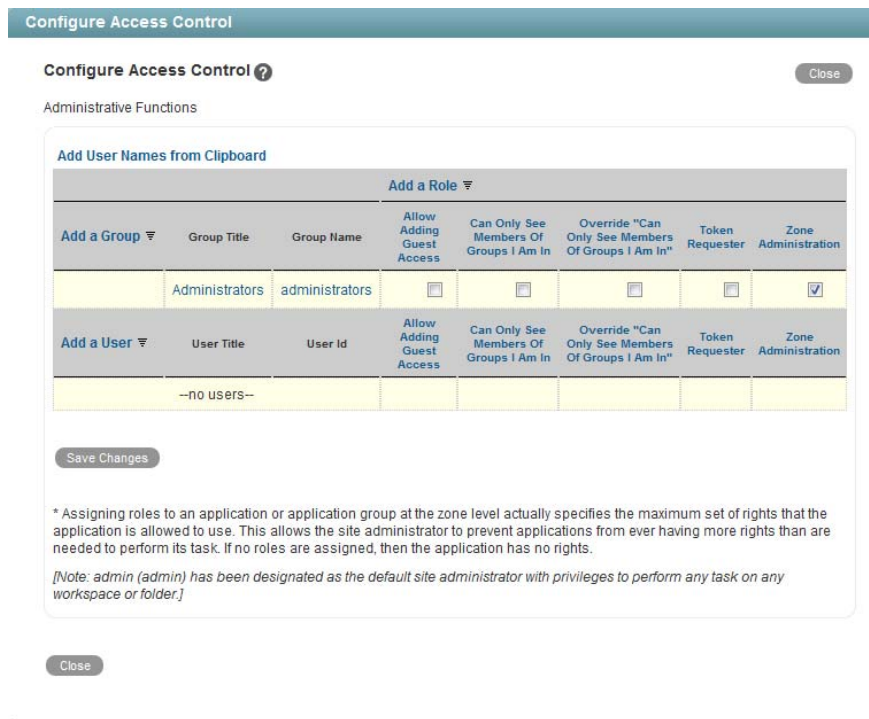 Configure Access Control
Configure Access Control ?
Close
Administrative Functions
Add User Names from Clipboard
Add a Role
Add a Group
Group Title
Group Name
Allow Adding Guest Access
Can Only See Members Of Groups I Am In
Override "Can Only See Members Of Groups I Am In"
Token Requester
Zone Administration
Administrators
administrators
Add a User
User Title
User Id
Allow Adding Guest Access
Can Only See Members Of Groups I Am In
Override "Can Only See Members Of Groups I Am In"
Token Requester
Zone Administration
--no users--
Save Changes
* Assigning roles to an application or application group at the zone level actually specifies the maximum set of rights that the
application is allowed to use. This allows the site administrator to prevent applications from ever having more rights than are
needed to perform its task. If no roles are assigned, then the application has no rights.
[Note: admin (admin) has been designated as the default site administrator with privileges to perform any task on any
workspace or folder.]
Close